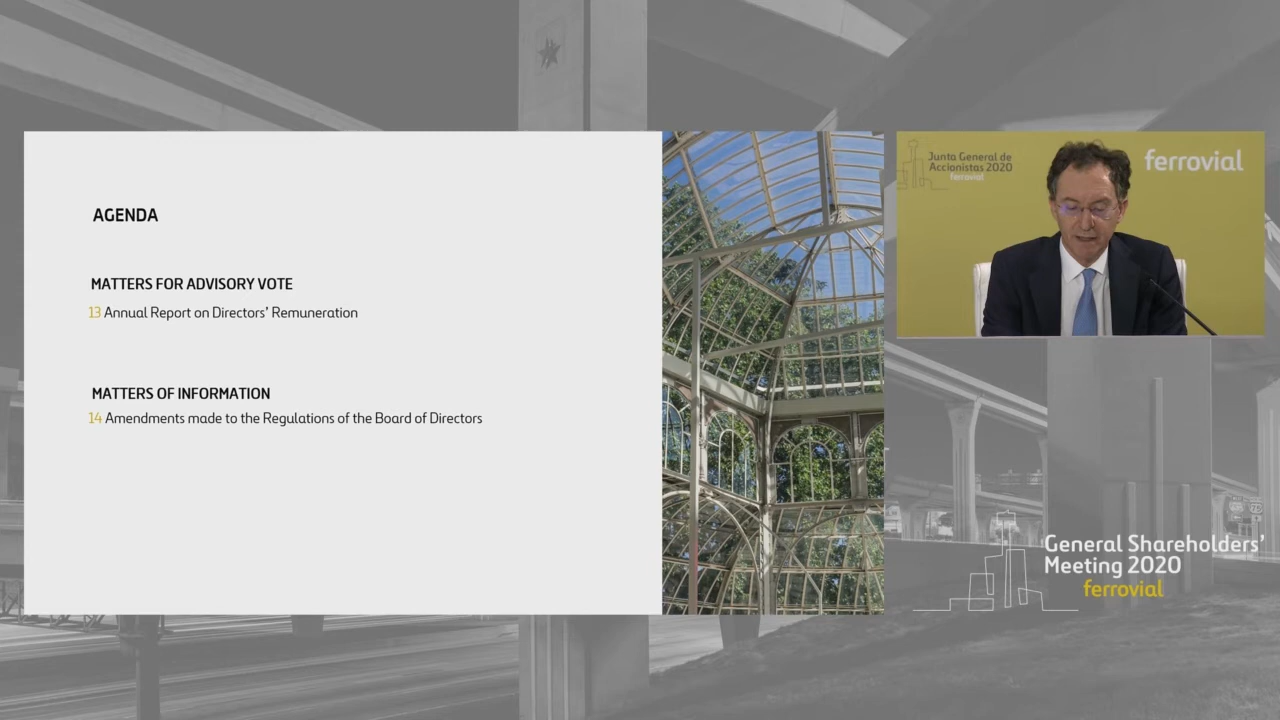 AGENDA
MATTERS FOR ADVISORY VOTE
13 Annual Report on Directors' Remuneration
MATTERS OF INFORMATION
14 Amendments made to the Regulations of the Board of Directors
Junta General de
Accionistas 2020
ferrovial
ferrovial
General Shareholders'
Meeting 2020
ferrovial